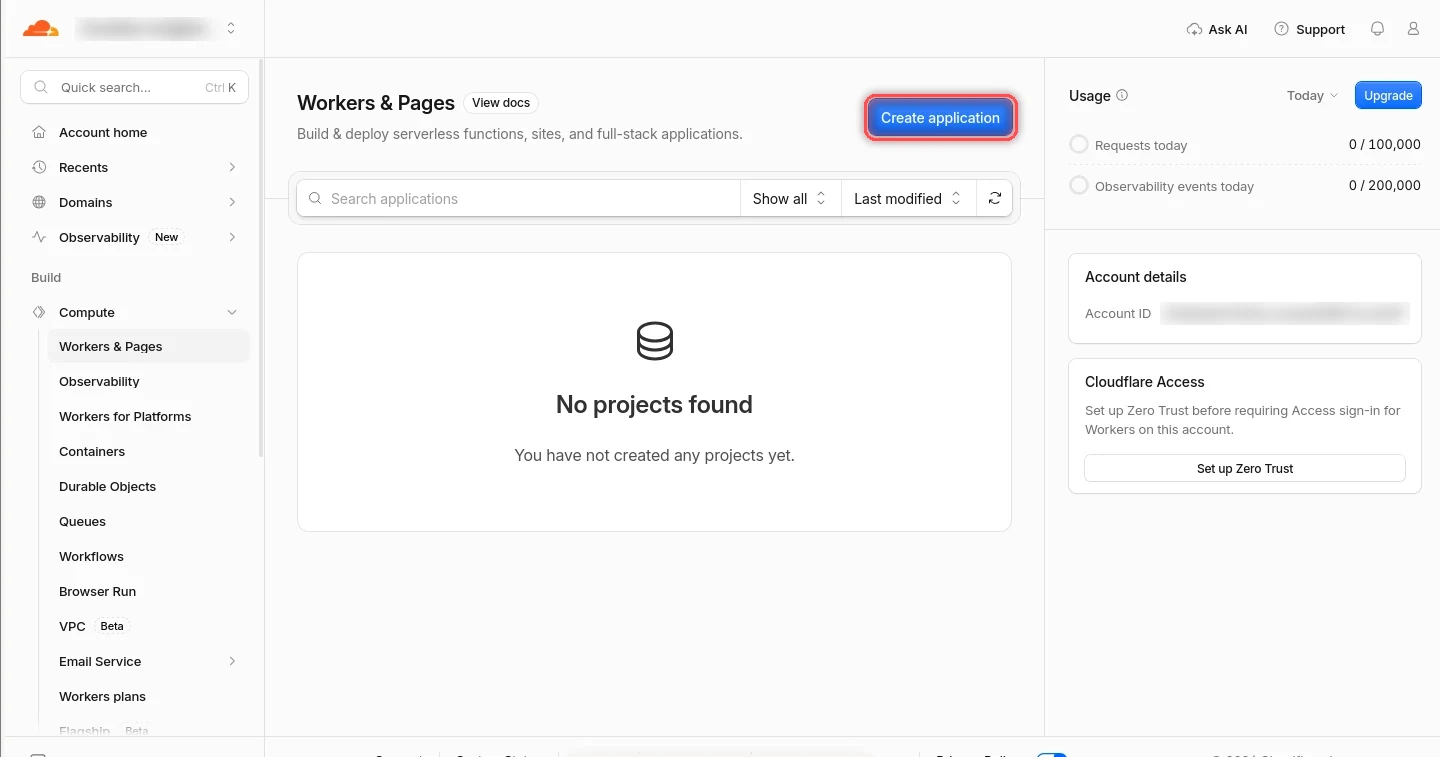 Ask AI
Support
Quick search...
Ctrl K
Account home
Recents
Domains
Observability New
Build
Compute
Workers & Pages
Observability
Workers for Platforms
Containers
Durable Objects
Queues
Workflows
Browser Run
VPC Beta
Email Service
Workers plans
Flagship Beta
Workers & Pages View docs
Build & deploy serverless functions, sites, and full-stack applications.
Create application
Search applications
Show all
Last modified
No projects found
You have not created any projects yet.
Usage
Today
Upgrade
Requests today 0 / 100,000
Observability events today 0 / 200,000
Account details
Account ID
Cloudflare Access
Set up Zero Trust before requiring Access sign-in for
Workers on this account.
Set up Zero Trust